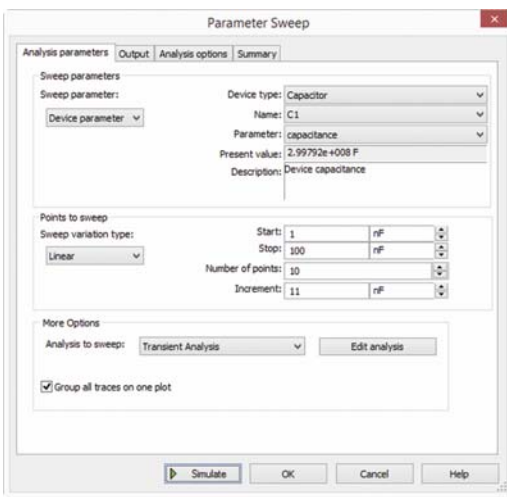 Parameter Sweep
Analysis parameters Output Analysis options Summary
Sweep parameters
Sweep parameter:
Device parameter
Device type: Capacitor
Name: C1
Parameter: capacitance
Present value: 2.99792e+008 F
Description: Device capacitance
Points to sweep
Sweep variation type:
Linear
Start: 1 nF
Stop: 100 nF
Number of points: 10
Increment: 11 nF
More Options
Analysis to sweep: Transient Analysis Edit analysis
Group all traces on one plot
Simulate OK Cancel Help